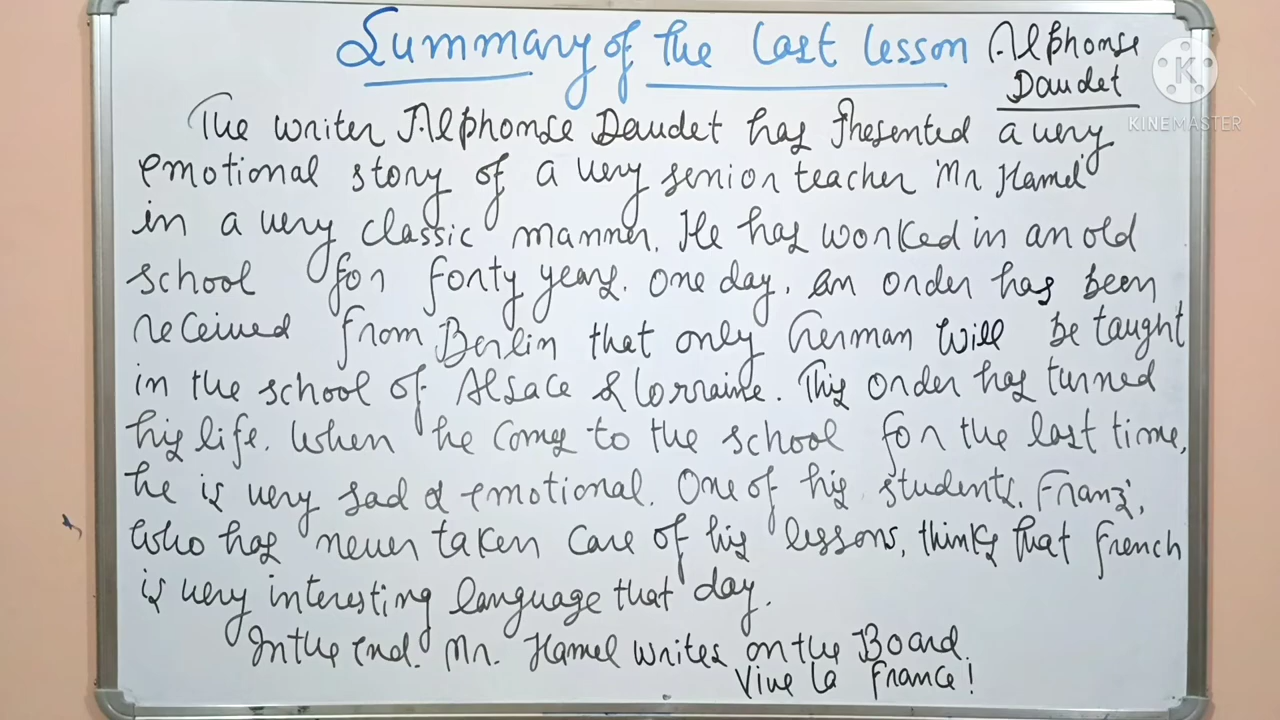 Summary of the Last lesson Alphonse
Daudet
KINEMASTER
The writer Alphonse Daudet has Presented a very
emotional story of a very senior teacher 'Mr Hamel'
in a very classic manner. He has worked in an old
school for forty years. One day, an order has been
received from Berlin that only German will be taught
in the school of Alsace & Lorraine. This order has turned
his life. When he comes to the school for the last time,
he is very sad & emotional. One of his students, 'Franz',
who has never taken care of his lessons, thinks that french
is very interesting language that day.
In the end. Mr. Hamel writes on the Board.
Vive La france!